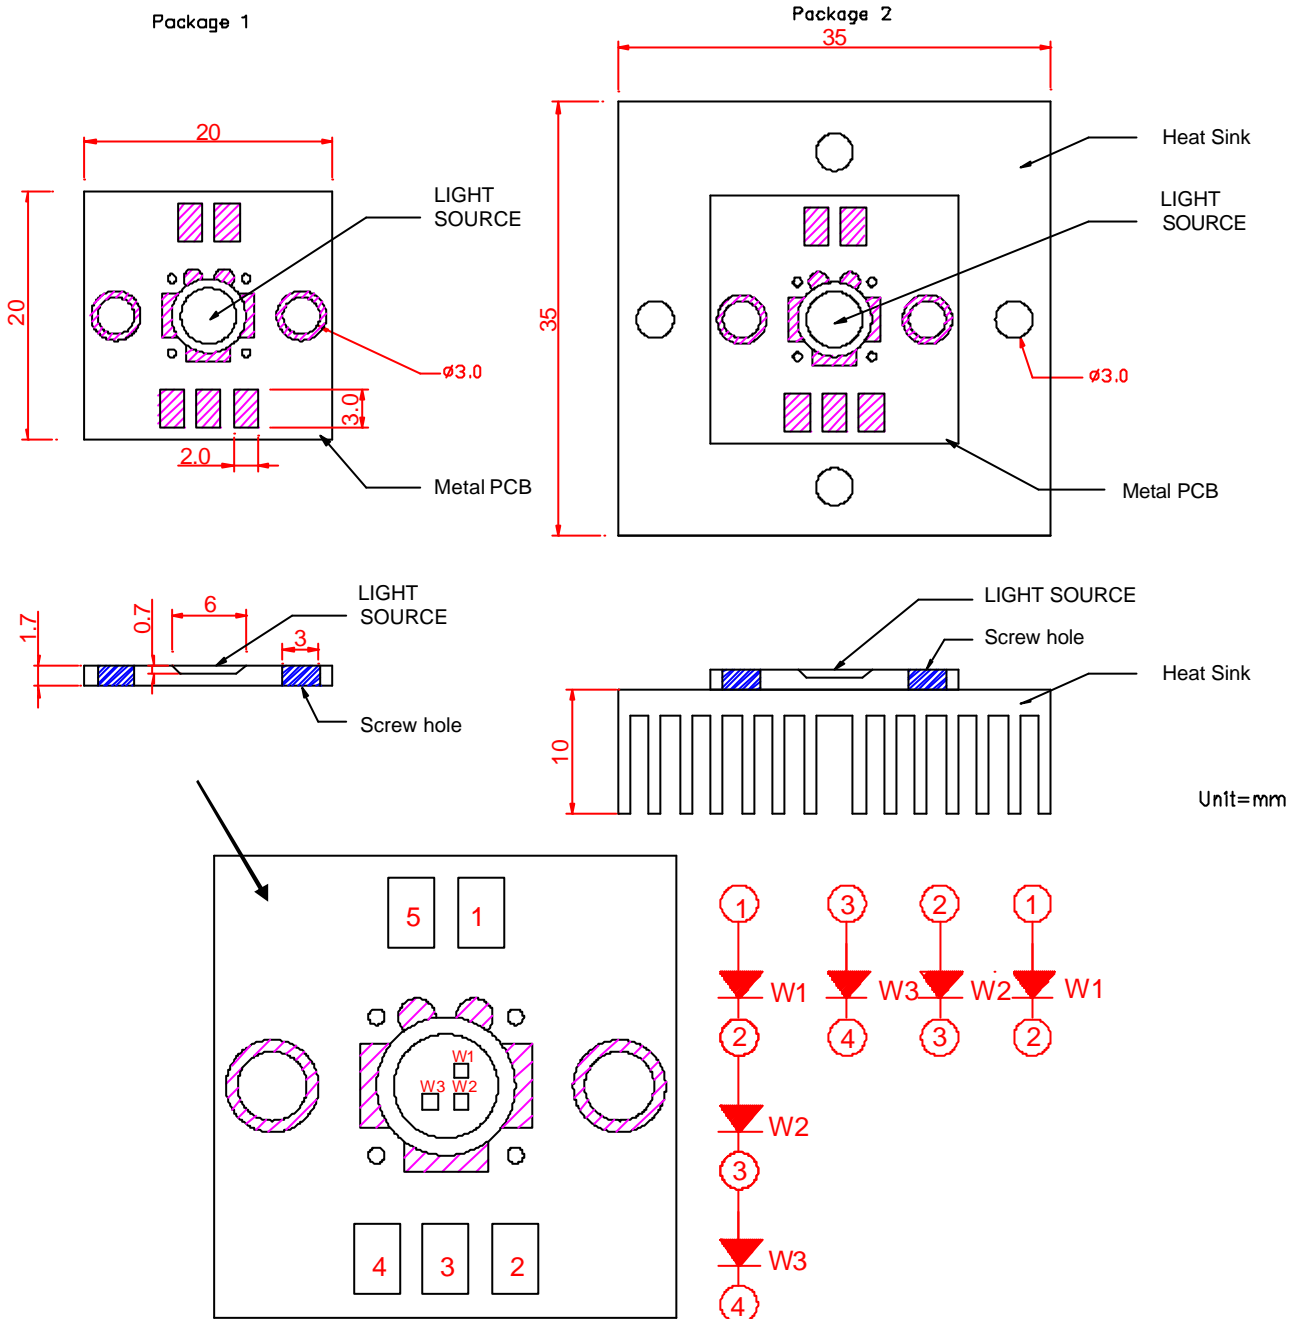 Package 1
Package 2
35
20
LIGHT
SOURCE
Heat Sink
LIGHT
SOURCE
20
35
ø3.0
ø3.0
3.0
2.0
Metal PCB
Metal PCB
1.7
0.7
6
LIGHT
SOURCE
3
Screw hole
LIGHT SOURCE
Screw hole
Heat Sink
10
Unit=mm
5 1
W1
W3 W2
4 3 2
1 3 2 1
W1 W3 W2 W1
2 4 3 2
W2
3
W3
4